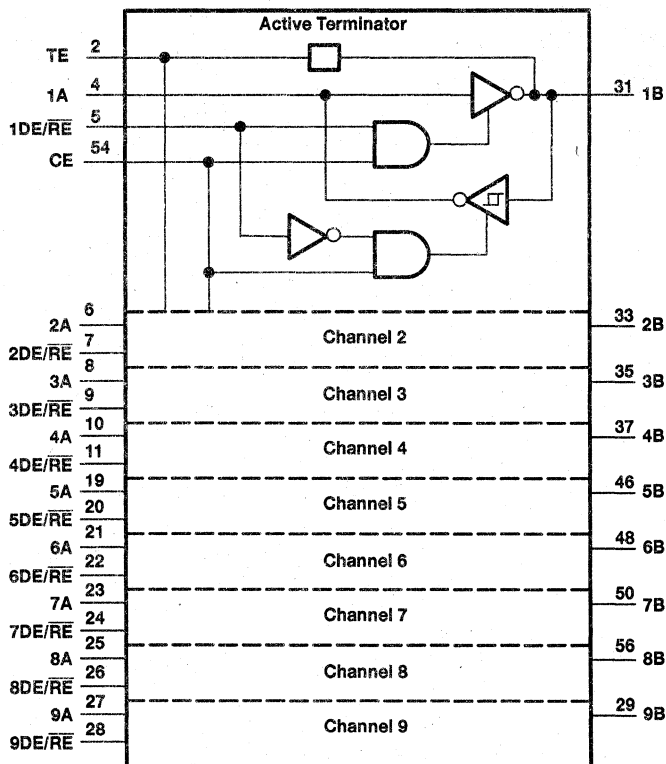 Active Terminator
TE 2
1A 4 31 1B
1DE/RE 5
CE 54
6 33
2A Channel 2 2B
2DE/RE 7
8 35
3A Channel 3 3B
3DE/RE 9
10 37
4A Channel 4 4B
4DE/RE 11
19 46
5A Channel 5 5B
5DE/RE 20
21 48
6A Channel 6 6B
6DE/RE 22
23 50
7A Channel 7 7B
7DE/RE 24
25 56
8A Channel 8 8B
8DE/RE 26
27 29
9A Channel 9 9B
9DE/RE 28